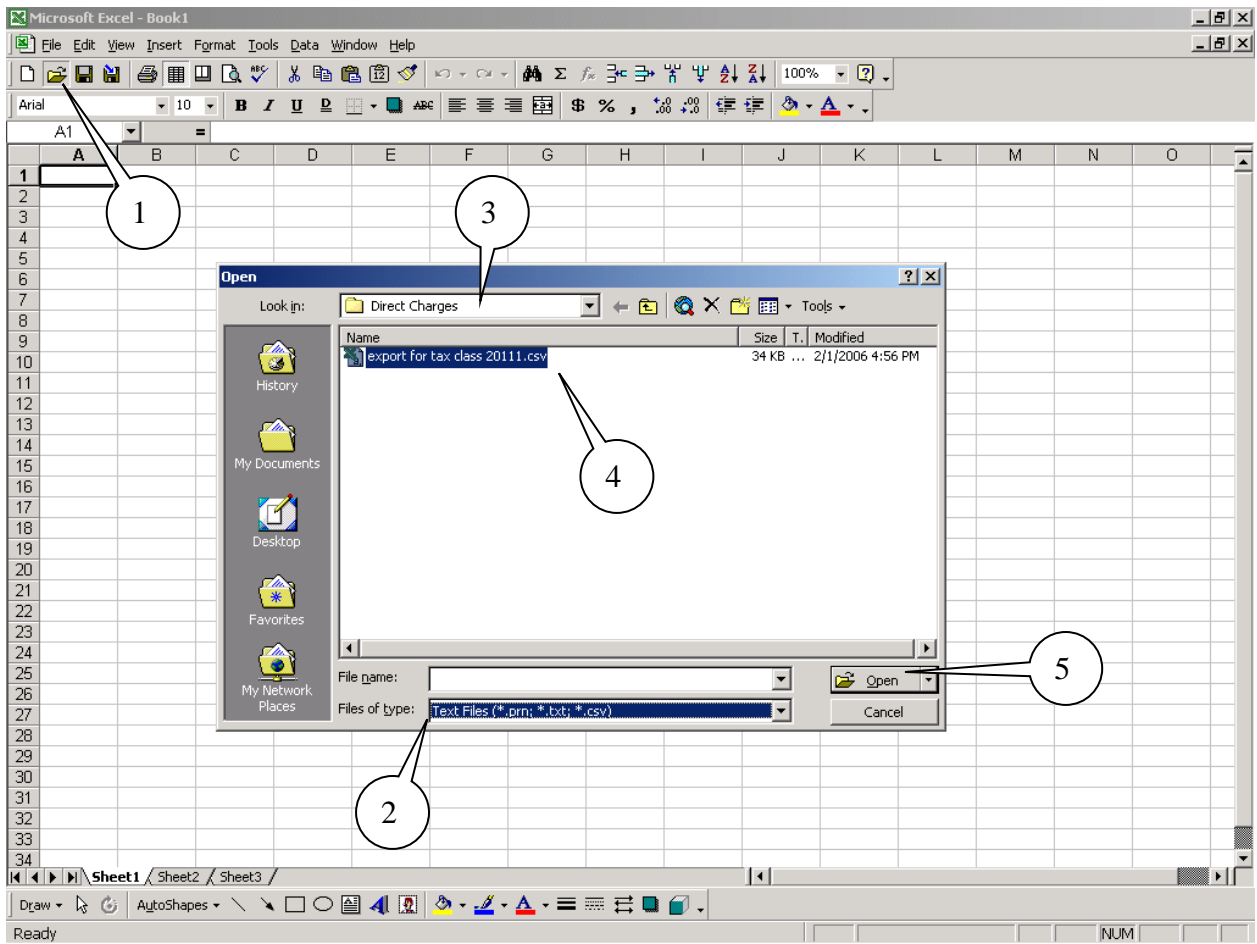 Microsoft Excel - Book1
File Edit View Insert Format Tools Data Window Help
100%
Arial 10 B I U D ABC $ % ,
A1 =
A B C D E F G H I J K L M N O
1
2
3
4
5
6
7
8
9
10
11
12
13
14
15
16
17
18
19
20
21
22
23
24
25
26
27
28
29
30
31
32
33
34
1
3
Open
Look in: Direct Charges Tools
Name Size T. Modified
export for tax class 20111.csv 34 KB ... 2/1/2006 4:56 PM
History
My Documents
Desktop
Favorites
My Network
Places
4
File name: Open
Files of type: Text Files (*.prn; *.txt; *.csv) Cancel
5
2
Sheet1 Sheet2 Sheet3
Draw AutoShapes
Ready NUM